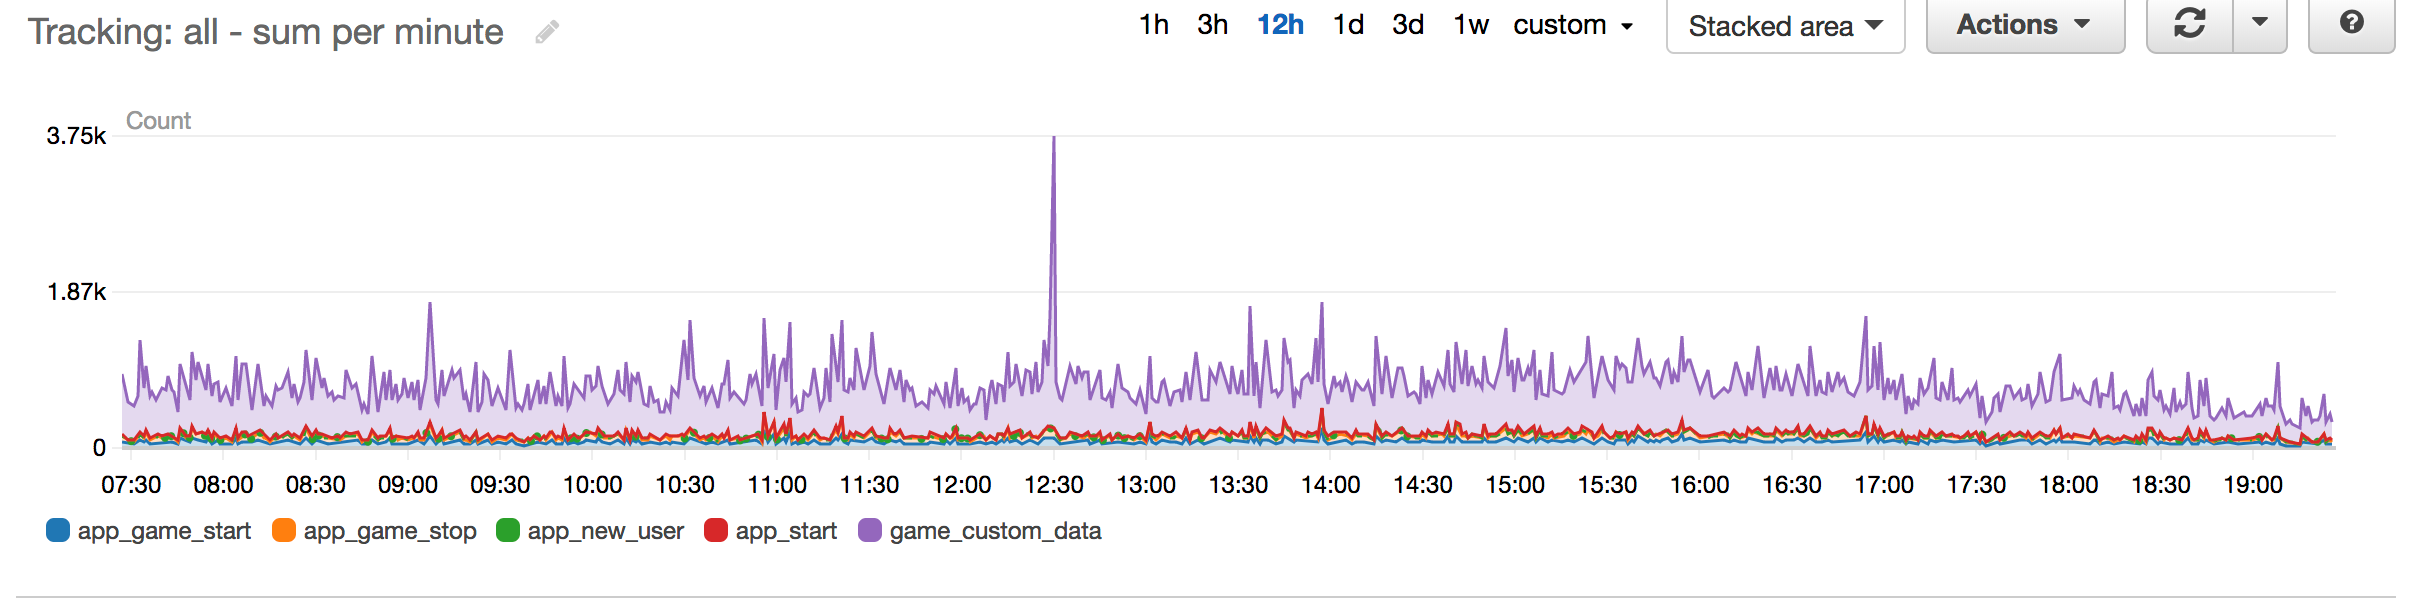 Tracking: all - sum per minute 1h 3h 12h 1d 3d 1w custom Stacked area Actions ?
Count
3.75k
1.87k
0
07:30 08:00 08:30 09:00 09:30 10:00 10:30 11:00 11:30 12:00 12:30 13:00 13:30 14:00 14:30 15:00 15:30 16:00 16:30 17:00 17:30 18:00 18:30 19:00
app_game_start app_game_stop app_new_user app_start game_custom_data